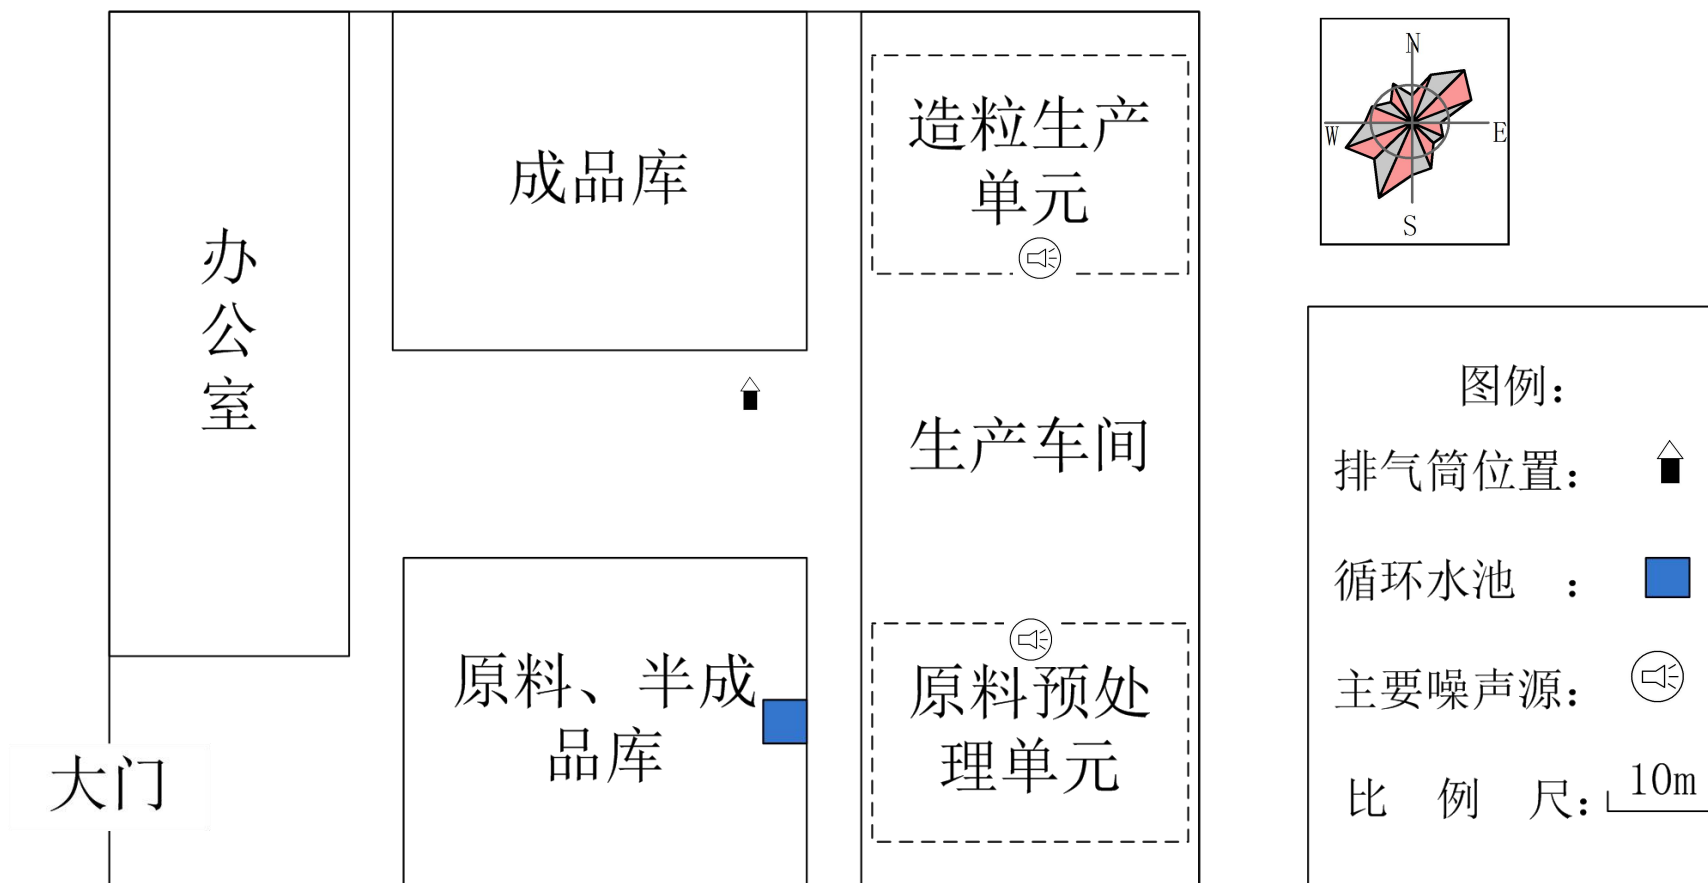 办
公
室
大门
成品库
原料、半成
品库
造粒生产
单元
生产车间
原料预处
理单元
N
W
E
S
图例：
排气筒位置：
循环水池　：
主要噪声源：
比　例　尺：
10m